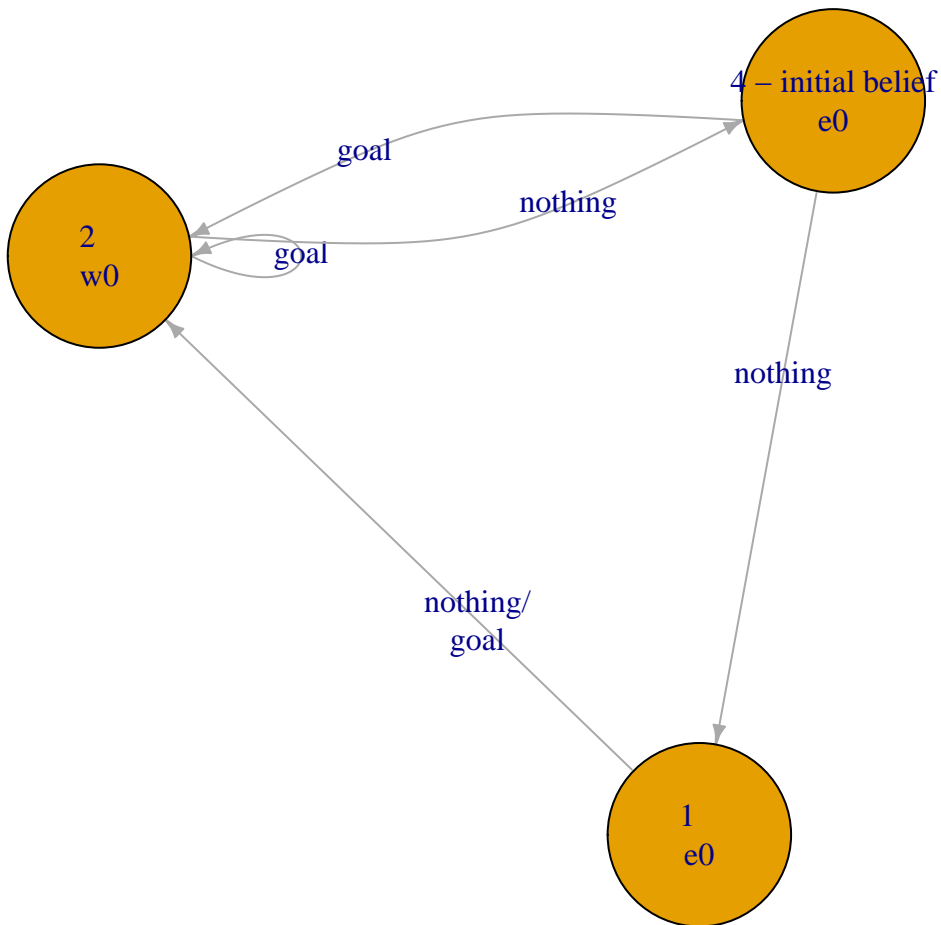 4 – initial belief
e0
goal
nothing
2
w0
goal
nothing
nothing/
goal
1
e0